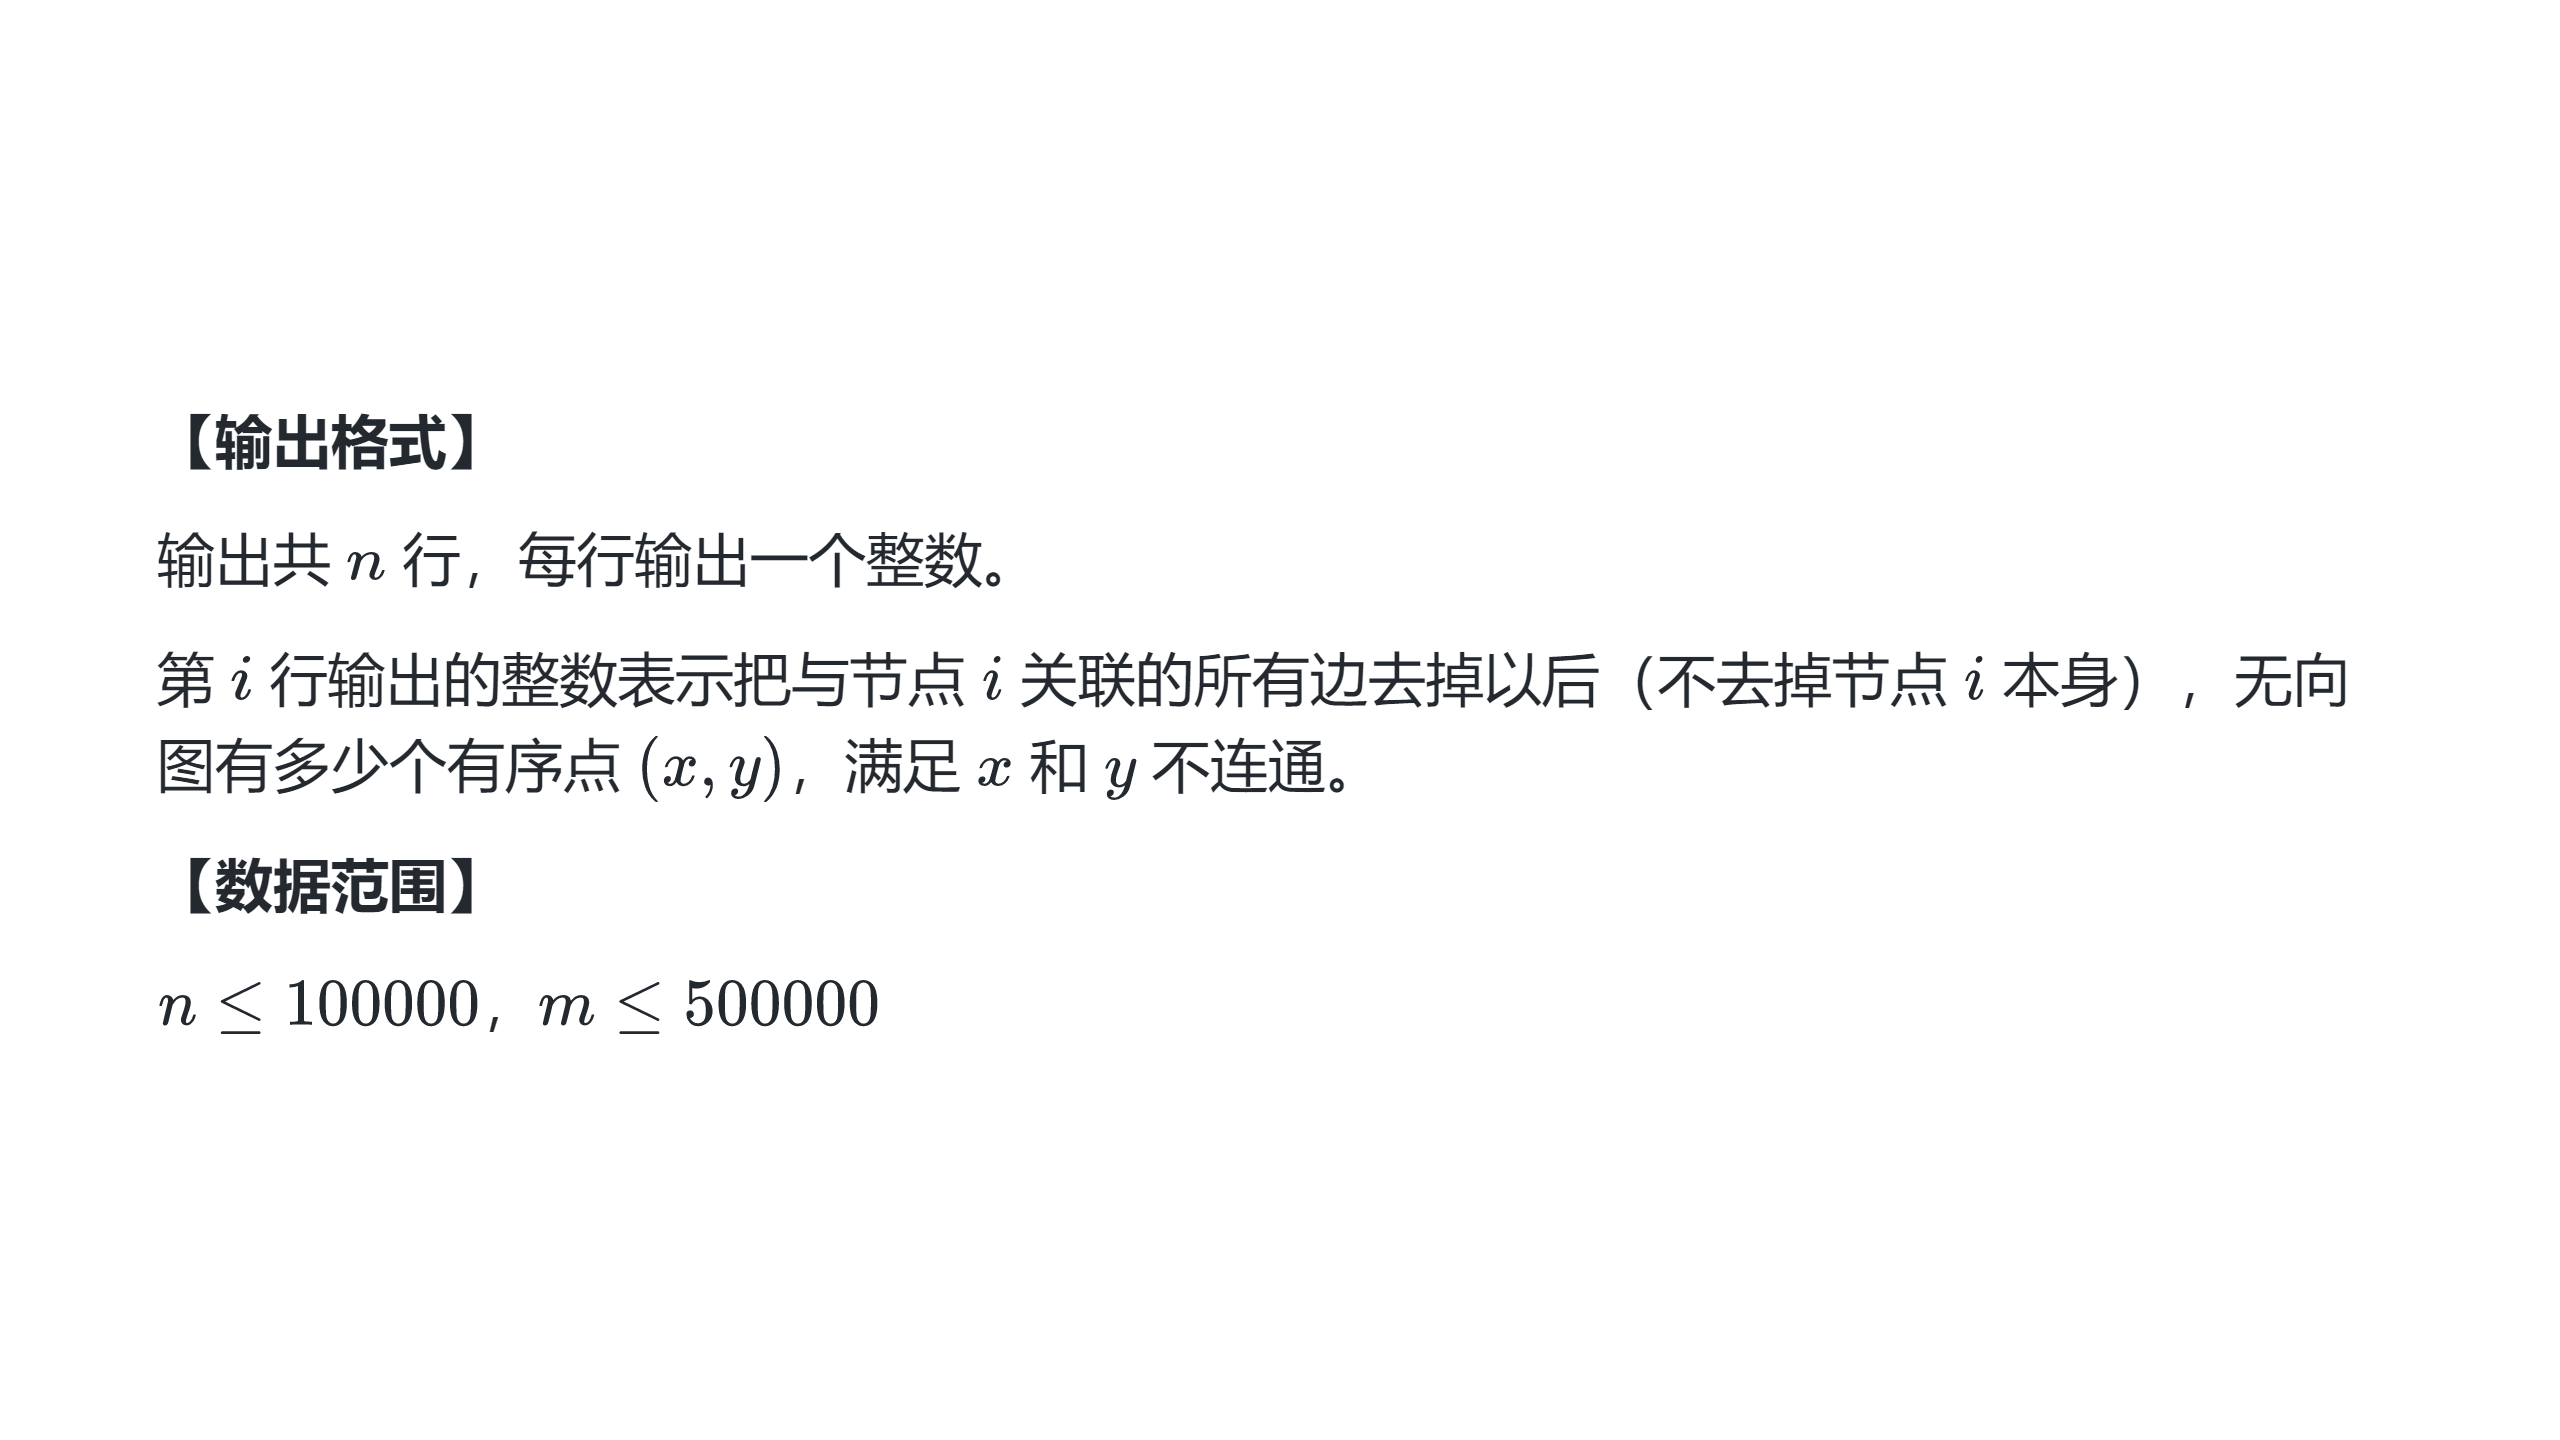 【输出格式】
输出共 n 行，每行输出一个整数。
第 i 行输出的整数表示把与节点 i 关联的所有边去掉以后（不去掉节点 i 本身），无向
图有多少个有序点 (x, y)，满足 x 和 y 不连通。
【数据范围】
n ≤ 100000，m ≤ 500000